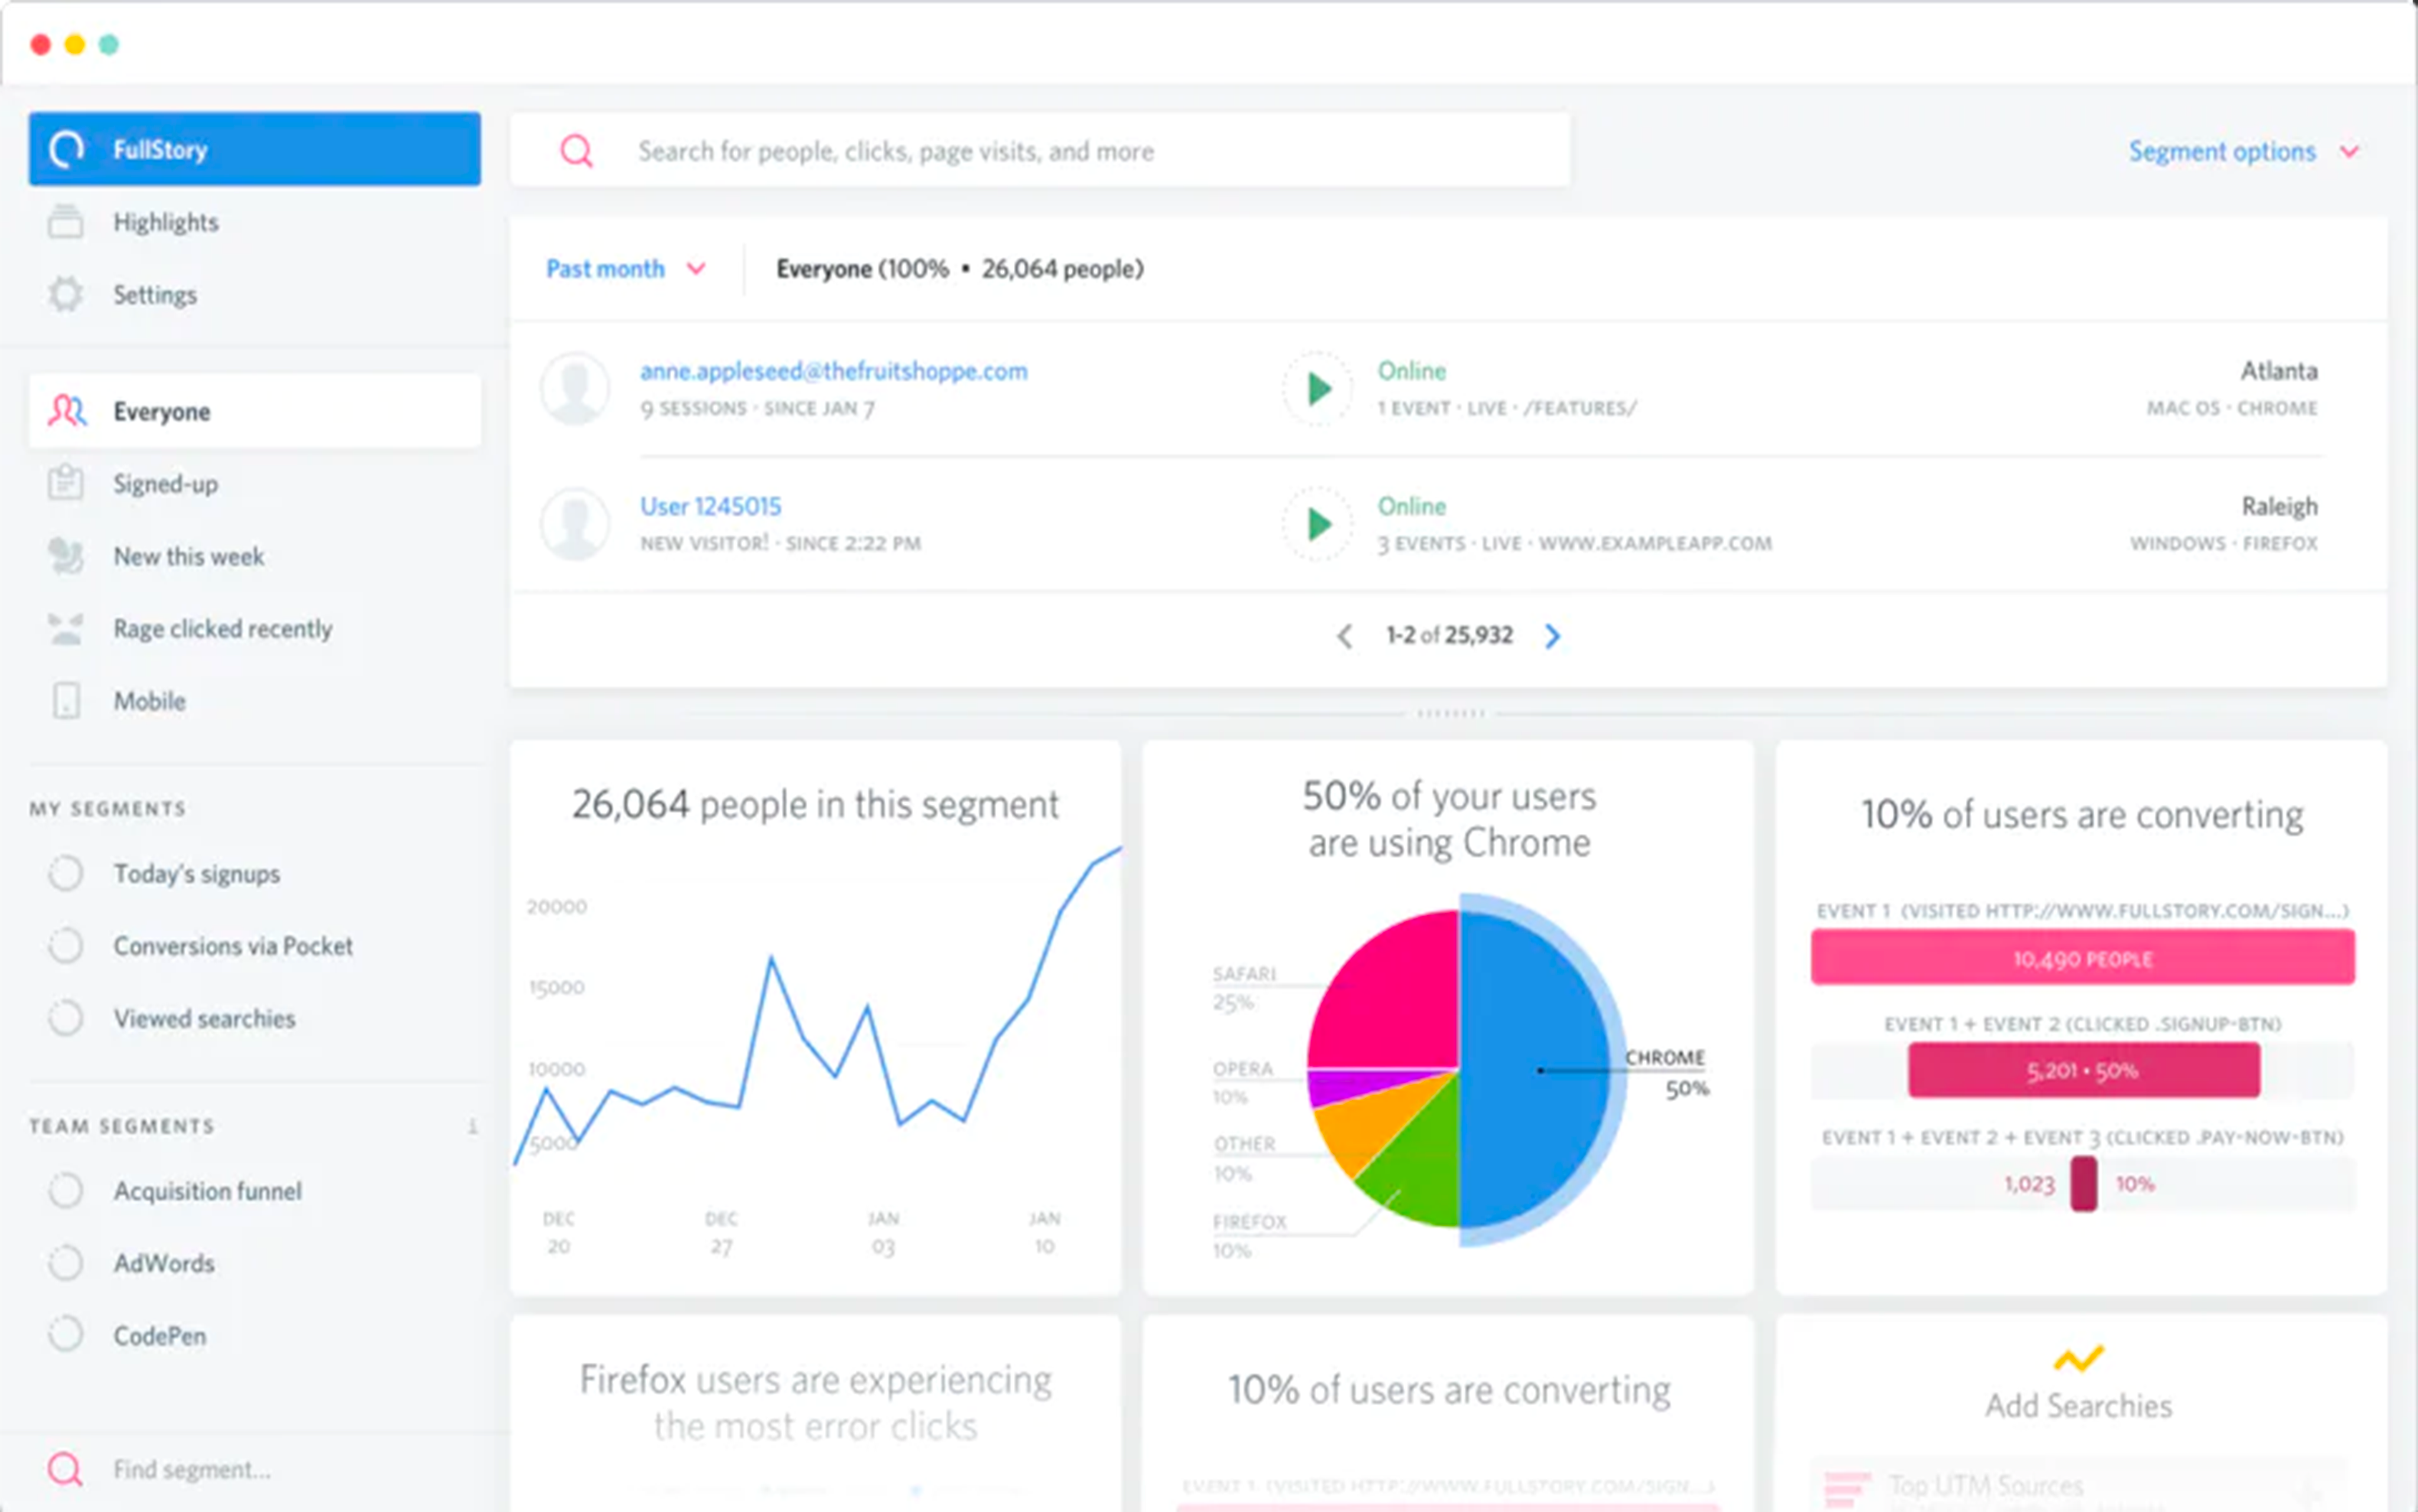 FullStory
Highlights
Settings
Everyone
Signed-up
New this week
Rage clicked recently
Mobile
MY SEGMENTS
Today's signups
Conversions via Pocket
Viewed searchies
TEAM SEGMENTS i
Acquisition funnel
AdWords
CodePen
Find segment...
Search for people, clicks, page visits, and more
Segment options
Past month
Everyone (100% • 26,064 people)
anne.appleseed@thefruitshoppe.com
9 SESSIONS · SINCE JAN 7
Online
1 EVENT · LIVE · /FEATURES/
Atlanta
MAC OS · CHROME
User 1245015
NEW VISITOR! · SINCE 2:22 PM
Online
3 EVENTS · LIVE · WWW.EXAMPLEAPP.COM
Raleigh
WINDOWS · FIREFOX
1-2 of 25,932
26,064 people in this segment
20000
15000
10000
5000
DEC
20
DEC
27
JAN
03
JAN
10
50% of your users
are using Chrome
SAFARI
25%
OPERA
10%
OTHER
10%
FIREFOX
10%
CHROME
50%
10% of users are converting
EVENT 1 (VISITED HTTP://WWW.FULLSTORY.COM/SIGN...)
10,490 PEOPLE
EVENT 1 + EVENT 2 (CLICKED .SIGNUP-BTN)
5,201 • 50%
EVENT 1 + EVENT 2 + EVENT 3 (CLICKED .PAY-NOW-BTN)
1,023 10%
Firefox users are experiencing
the most error clicks
10% of users are converting
EVENT 1 (VISITED HTTP://WWW.FULLSTORY.COM/SIGN...)
Add Searchies
Top UTM Sources